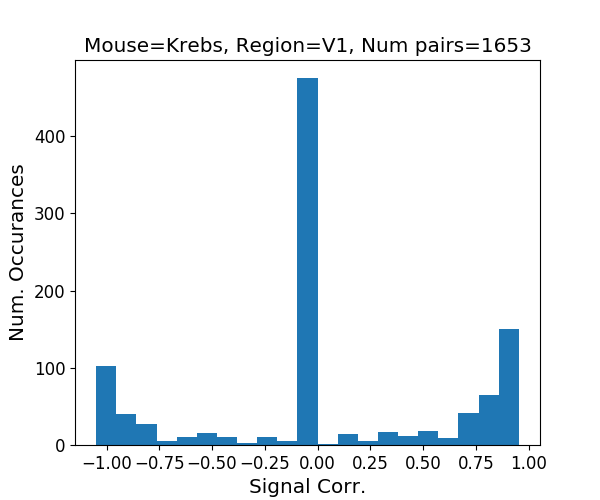 Mouse=Krebs, Region=V1, Num pairs=1653
Num. Occurances
400
300
200
100
0
−1.00 −0.75 −0.50 −0.25 0.00 0.25 0.50 0.75 1.00
Signal Corr.